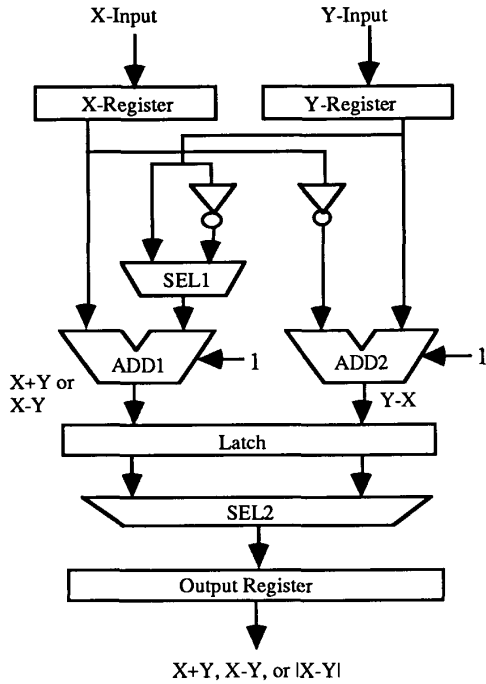 X-Input
Y-Input
X-Register
Y-Register
SEL1
ADD1
1
ADD2
1
X+Y or
X-Y
Y-X
Latch
SEL2
Output Register
X+Y, X-Y, or |X-Y|